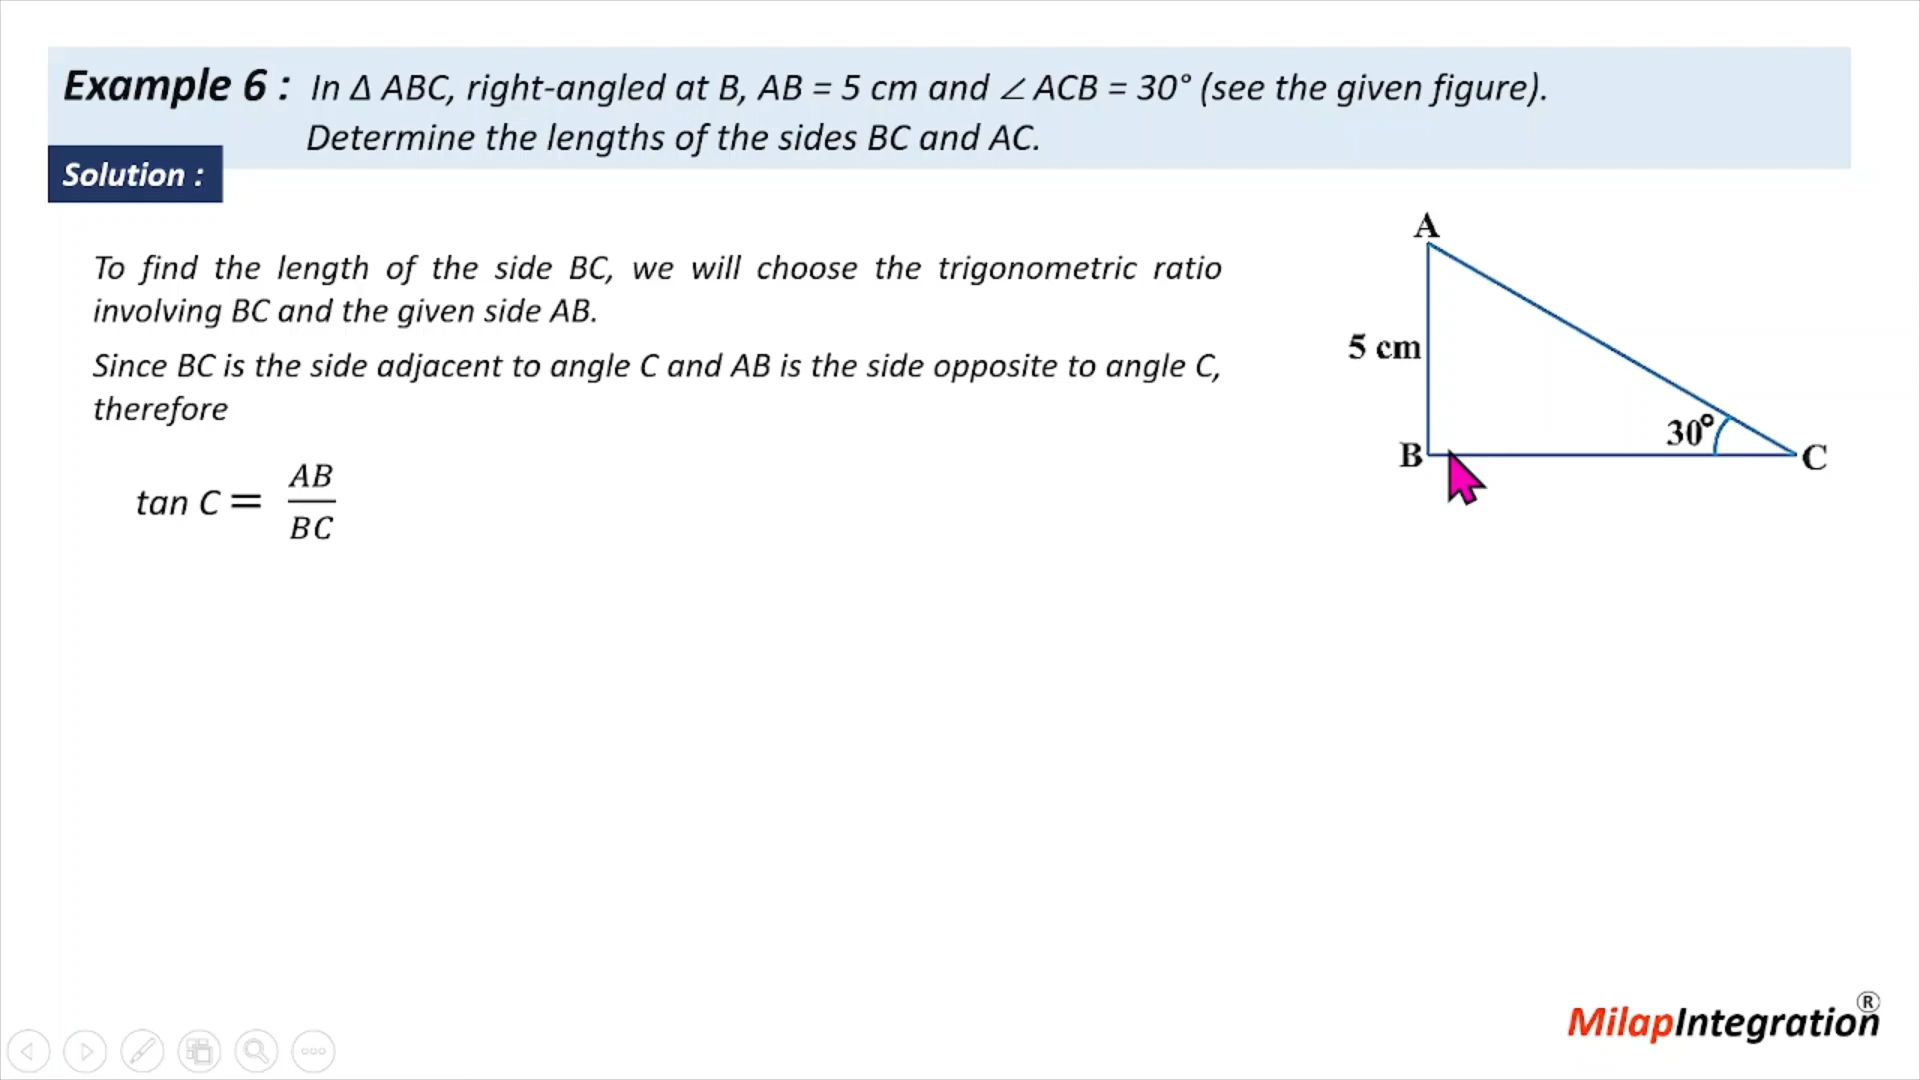 Example 6 : In Δ ABC, right-angled at B, AB = 5 cm and ∠ ACB = 30° (see the given figure).
Determine the lengths of the sides BC and AC.
Solution :
To find the length of the side BC, we will choose the trigonometric ratio
involving BC and the given side AB.
Since BC is the side adjacent to angle C and AB is the side opposite to angle C,
therefore
tan C = AB/BC
A
5 cm
30°
B
C
MilapIntegration®